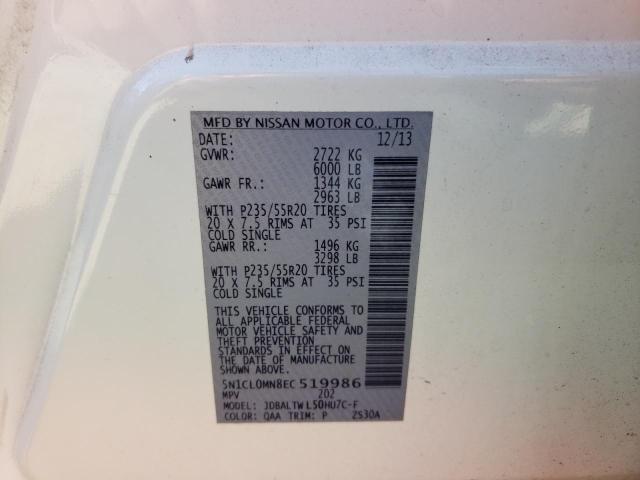 MFD BY NISSAN MOTOR CO., LTD.
DATE: 12/13
GVWR: 2722 KG
6000 LB
GAWR FR.: 1344 KG
2963 LB
WITH P235/55R20 TIRES
20 X 7.5 RIMS AT 35 PSI
COLD SINGLE
GAWR RR.: 1496 KG
3298 LB
WITH P235/55R20 TIRES
20 X 7.5 RIMS AT 35 PSI
COLD SINGLE
THIS VEHICLE CONFORMS TO
ALL APPLICABLE FEDERAL
MOTOR VEHICLE SAFETY AND
THEFT PREVENTION
STANDARDS IN EFFECT ON
THE DATE OF MANUFACTURE
SHOWN ABOVE.
5N1CL0MN8EC519986
MPV 202
MODEL: JDBALTWL50HU7C-F
COLOR: QAA TRIM: P ZS30A